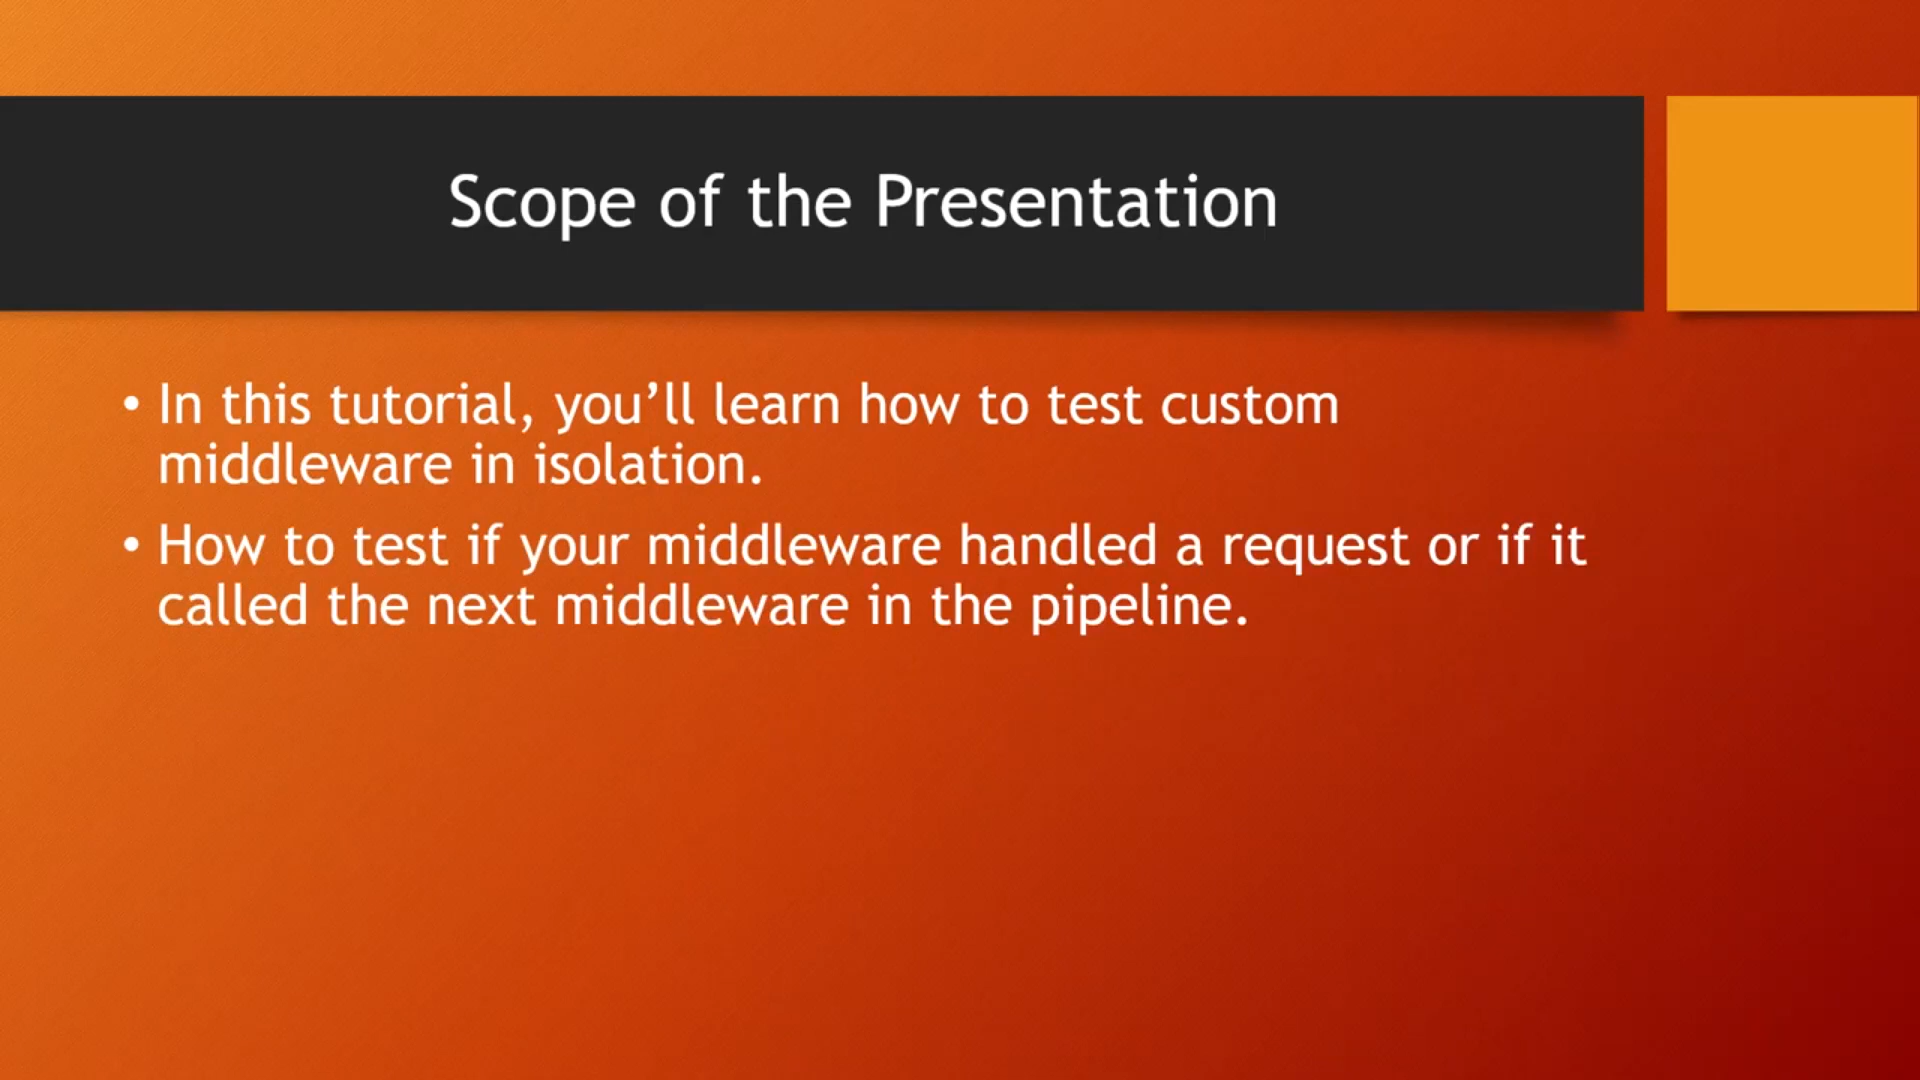 Scope of the Presentation
• In this tutorial, you’ll learn how to test custom
middleware in isolation.
• How to test if your middleware handled a request or if it
called the next middleware in the pipeline.